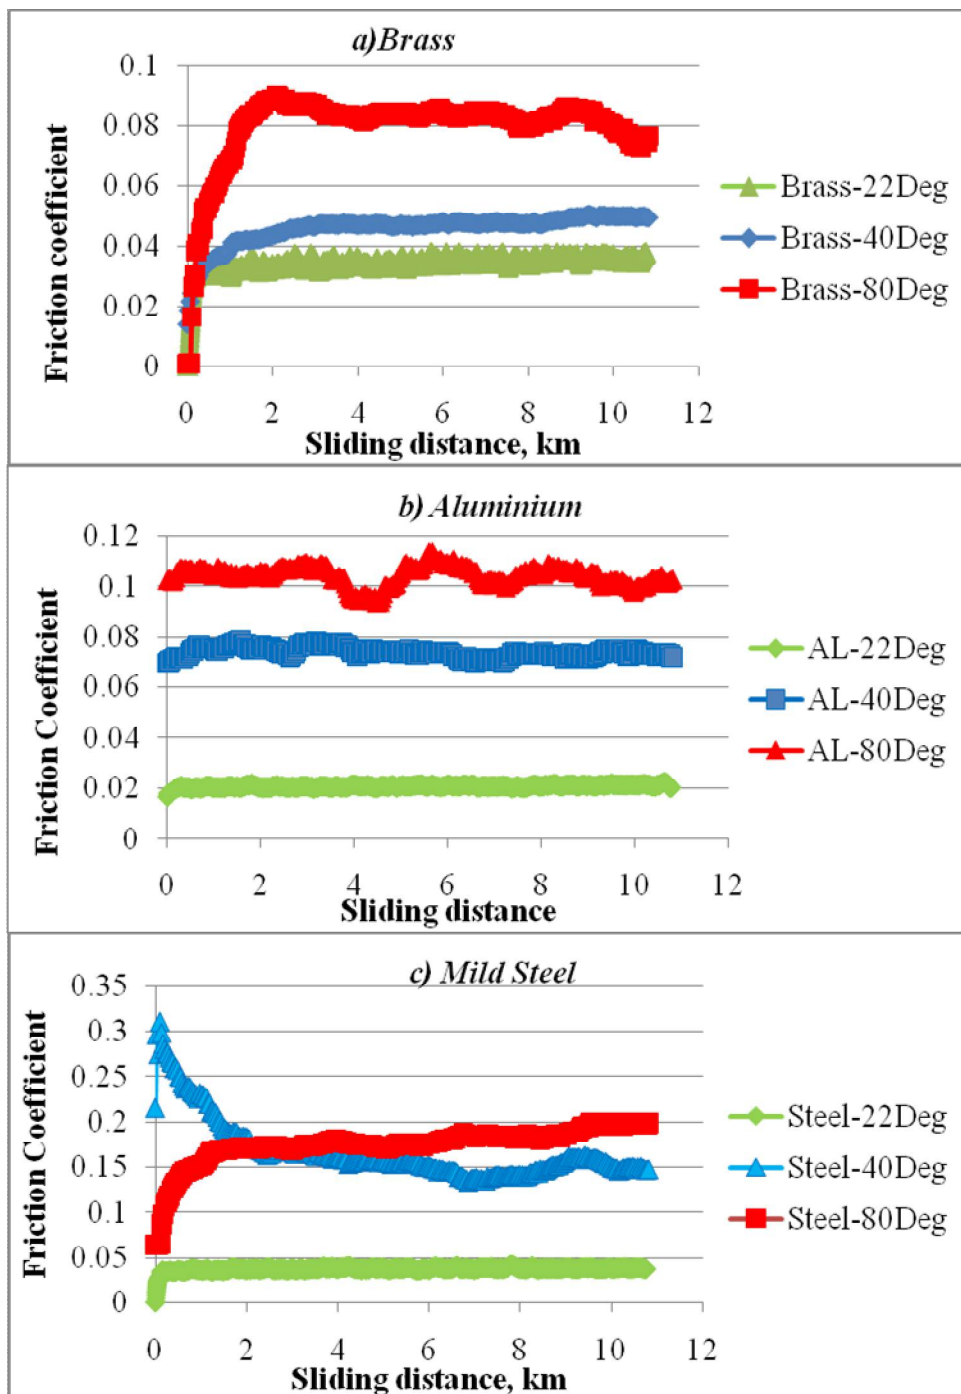 a)Brass
0.1
0.08
0.06
0.04
0.02
0
Friction coefficient
0 2 4 6 8 10 12
Sliding distance, km
Brass-22Deg
Brass-40Deg
Brass-80Deg
b) Aluminium
0.12
0.1
0.08
0.06
0.04
0.02
0
Friction Coefficient
0 2 4 6 8 10 12
Sliding distance
AL-22Deg
AL-40Deg
AL-80Deg
c) Mild Steel
0.35
0.3
0.25
0.2
0.15
0.1
0.05
0
Friction Coefficient
0 2 4 6 8 10 12
Sliding distance, km
Steel-22Deg
Steel-40Deg
Steel-80Deg